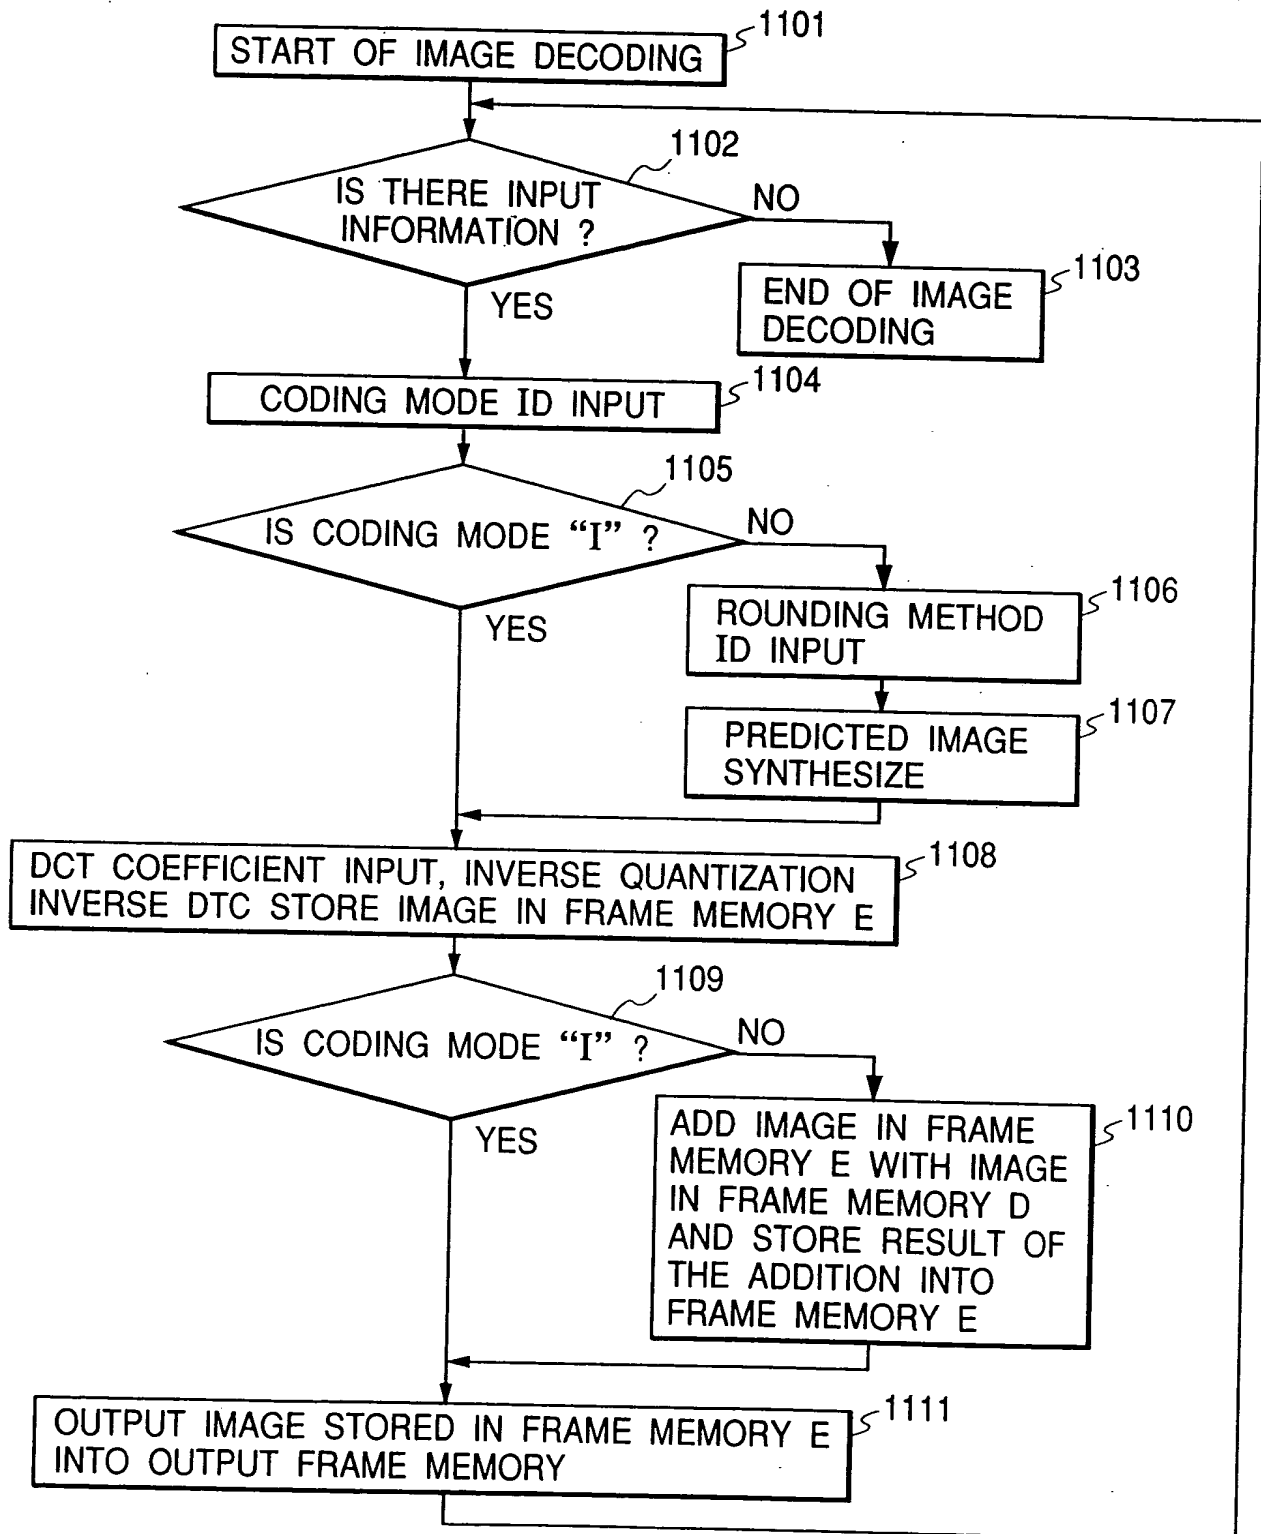 1101
START OF IMAGE DECODING
1102
IS THERE INPUT
INFORMATION ?
NO
YES
1103
END OF IMAGE
DECODING
1104
CODING MODE ID INPUT
1105
IS CODING MODE “I” ?
NO
YES
1106
ROUNDING METHOD
ID INPUT
1107
PREDICTED IMAGE
SYNTHESIZE
1108
DCT COEFFICIENT INPUT, INVERSE QUANTIZATION
INVERSE DTC STORE IMAGE IN FRAME MEMORY E
1109
IS CODING MODE “I” ?
NO
YES
1110
ADD IMAGE IN FRAME
MEMORY E WITH IMAGE
IN FRAME MEMORY D
AND STORE RESULT OF
THE ADDITION INTO
FRAME MEMORY E
1111
OUTPUT IMAGE STORED IN FRAME MEMORY E
INTO OUTPUT FRAME MEMORY